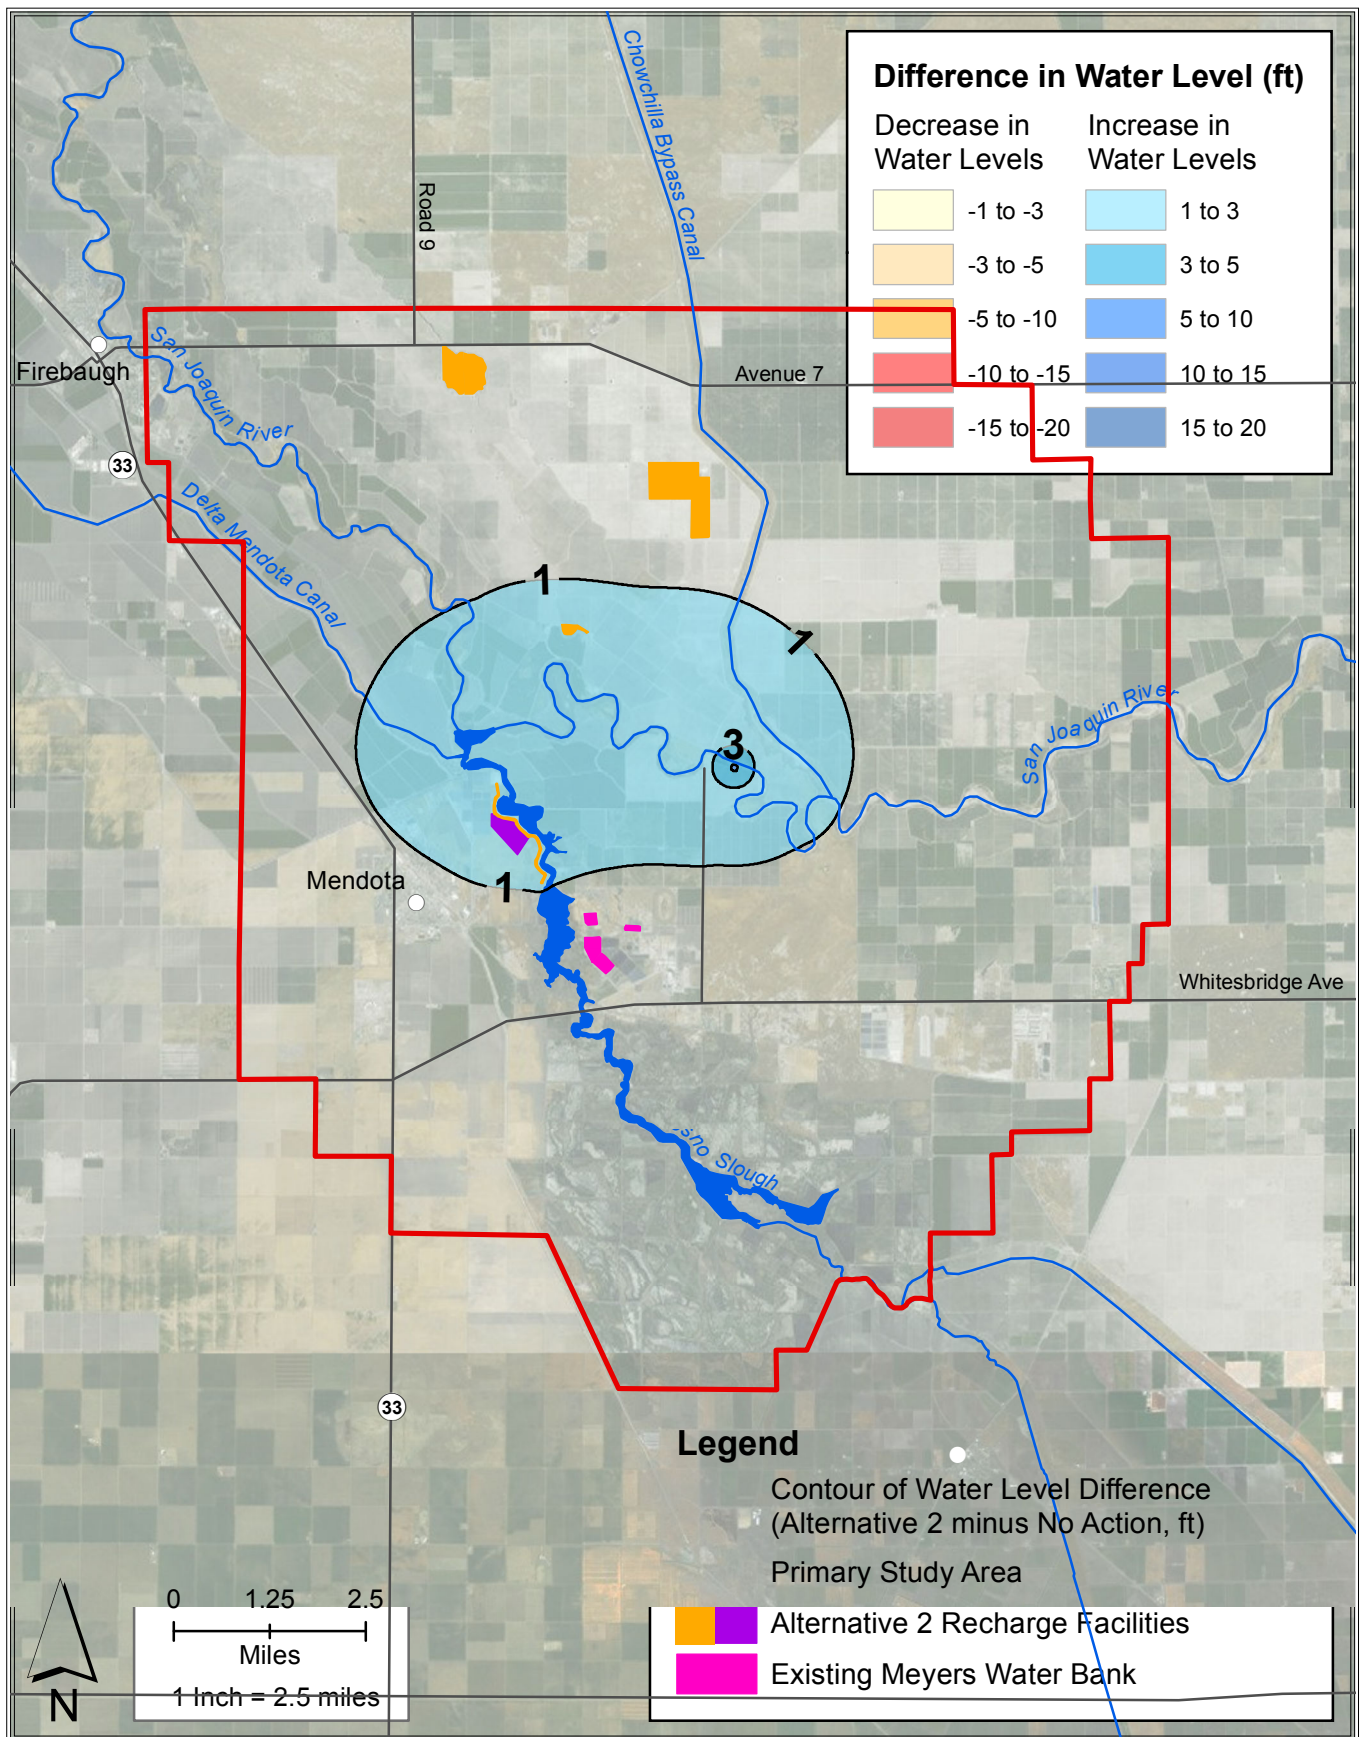 Chowchilla Bypass Canal
Difference in Water Level (ft)
Decrease in
Water Levels
Increase in
Water Levels
-1 to -3
1 to 3
-3 to -5
3 to 5
-5 to -10
5 to 10
-10 to -15
10 to 15
-15 to -20
15 to 20
Road 9
Avenue 7
Firebaugh
San Joaquin River
33
Delta Mendota Canal
1
1
San Joaquin River
3
1
Mendota
Whitesbridge Ave
Slough
33
Legend
Contour of Water Level Difference
(Alternative 2 minus No Action, ft)
Primary Study Area
Alternative 2 Recharge Facilities
Existing Meyers Water Bank
0 1.25 2.5
Miles
1 Inch = 2.5 miles
N